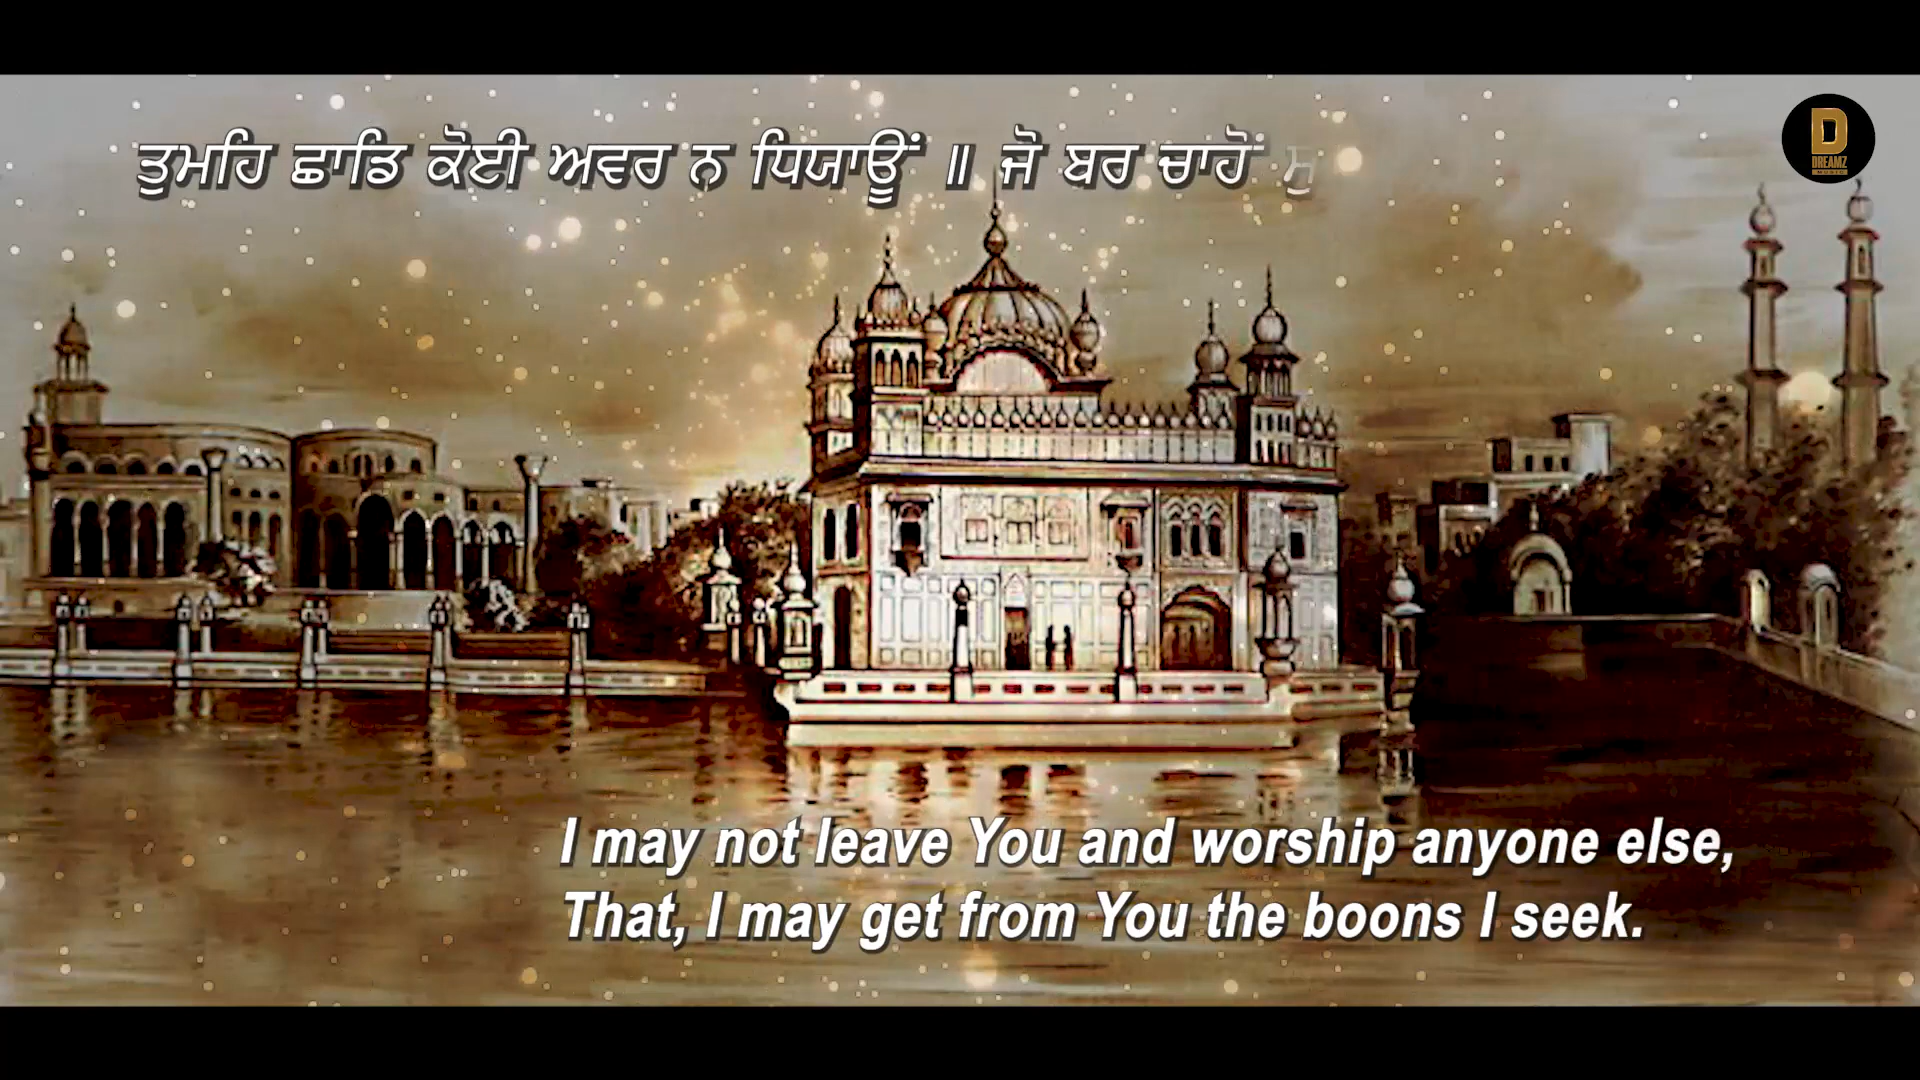 ਤੁਮਹਿ ਛਾਡਿ ਕੋਈ ਅਵਰ ਨ ਧਿਯਾਊਂ ॥ ਜੋ ਬਰ ਚਾਹੋਂ ਸੁ
D
DREAMZ
MUSIC
I may not leave You and worship anyone else,
That, I may get from You the boons I seek.